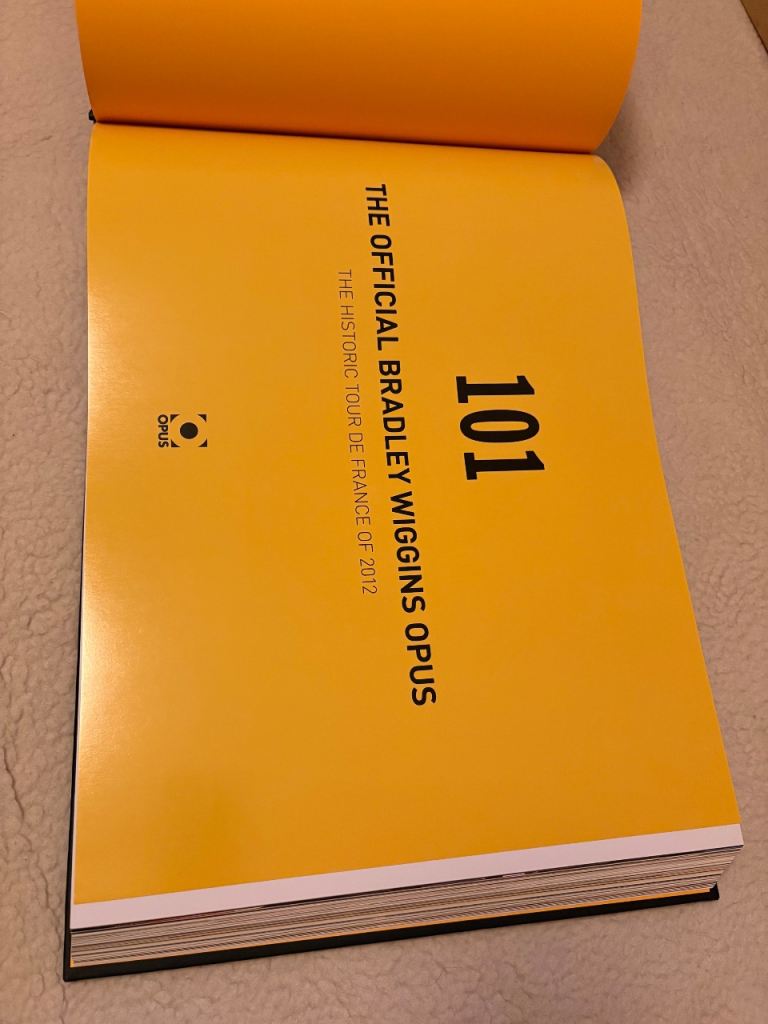 101
THE OFFICIAL BRADLEY WIGGINS OPUS
THE HISTORIC TOUR DE FRANCE OF 2012
OPUS